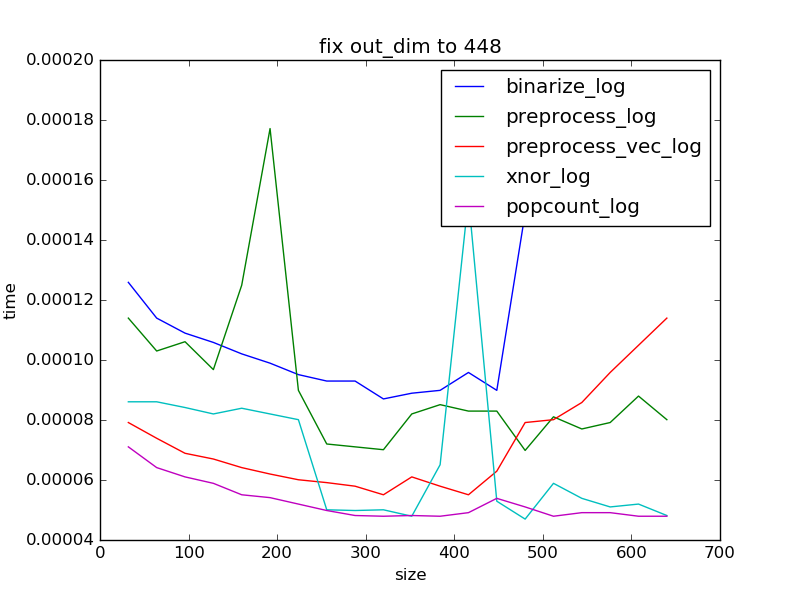 fix out_dim to 448
0.00020
0.00018
0.00016
0.00014
0.00012
0.00010
0.00008
0.00006
0.00004
time
binarize_log
preprocess_log
preprocess_vec_log
xnor_log
popcount_log
0 100 200 300 400 500 600 700
size